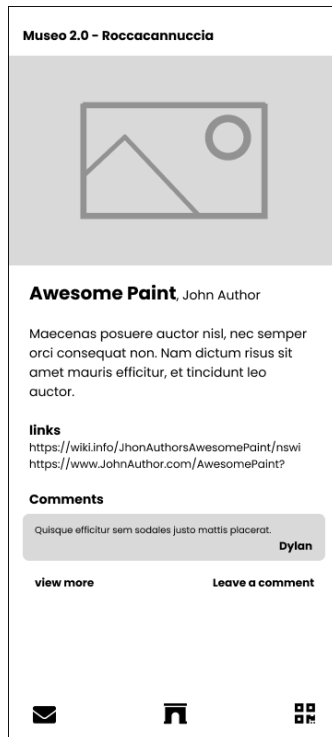 Museo 2.0 - Roccacannuccia
Awesome Paint, John Author
Maecenas posuere auctor nisl, nec semper
orci consequat non. Nam dictum risus sit
amet mauris efficitur, et tincidunt leo
auctor.
links
https://wiki.info/JhonAuthorsAwesomePaint/nswi
https://www.JohnAuthor.com/AwesomePaint?
Comments
Quisque efficitur sem sodales justo mattis placerat.
Dylan
view more Leave a comment